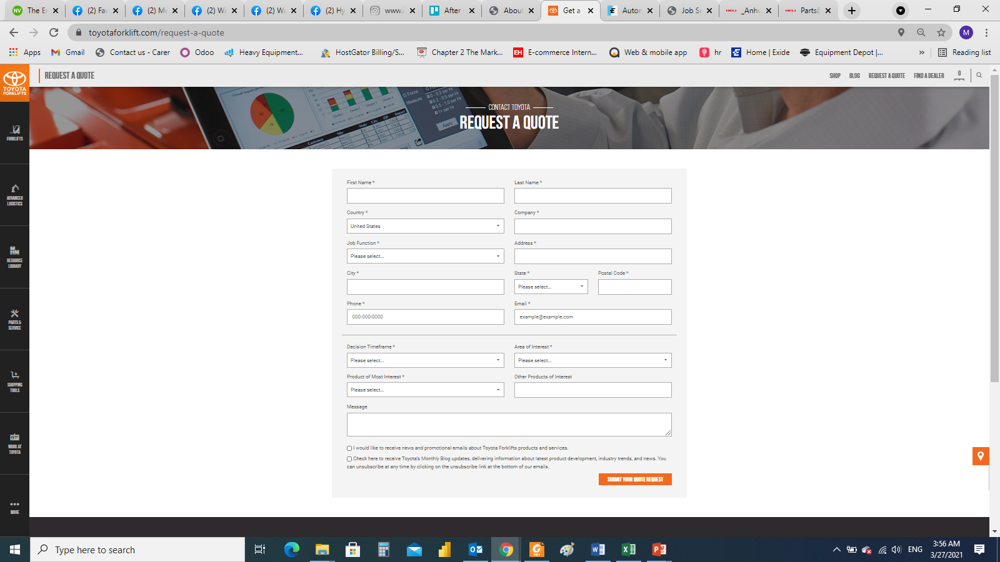 The Er
(2) Fac
(2) Me
(2) Wa
(2) Wa
(2) Hy
www.i
After
Abou
Get a
Auton
Job Se
_Anhu
Parts&
toyotaforklift.com/request-a-quote
M
Apps
Gmail
Contact us - Carer
Odoo
Heavy Equipment...
HostGator Billing/S...
Chapter 2 The Mark...
EH E-commerce Intern...
Web & mobile app
hr
Home | Exide
Equipment Depot |...
»
Reading list
TOYOTA
FORKLIFTS
REQUEST A QUOTE
SHOP
BLOG
REQUEST A QUOTE
FIND A DEALER
0
CONTACT TOYOTA
REQUEST A QUOTE
FORKLIFTS
ADVANCED
LOGISTICS
RESOURCE
LIBRARY
PARTS &
SERVICE
SHOPPING
TOOLS
WORK AT
TOYOTA
MORE
First Name *
Last Name *
Country *
Company *
United States
Job Function *
Address *
Please select...
City *
State *
Postal Code *
Please select...
Phone *
Email *
000-000-0000
example@example.com
Decision Timeframe *
Area of Interest *
Please select...
Please select...
Product of Most Interest *
Other Products of Interest
Please select...
Message
I would like to receive news and promotional emails about Toyota Forklifts products and services.
Check here to receive Toyota's Monthly Blog updates, delivering information about latest product development, industry trends, and news. You
can unsubscribe at any time by clicking on the unsubscribe link at the bottom of our emails.
SUBMIT YOUR QUOTE REQUEST
Type here to search
ENG
3:56 AM
3/27/2021